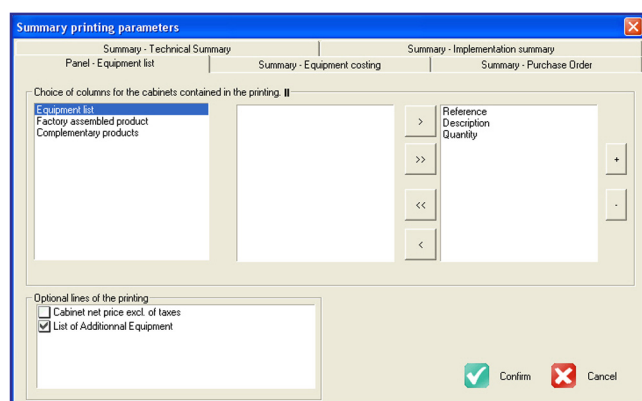 Summary printing parameters
Summary - Technical Summary
Summary - Implementation summary
Panel - Equipment list
Summary - Equipment costing
Summary - Purchase Order
Choice of columns for the cabinets contained in the printing. II
Equipment list
Factory assembled product
Complementary products
>
>>
<<
<
Reference
Description
Quantity
+
-
Optional lines of the printing
Cabinet net price excl. of taxes
List of Additionnal Equipment
Confirm
Cancel